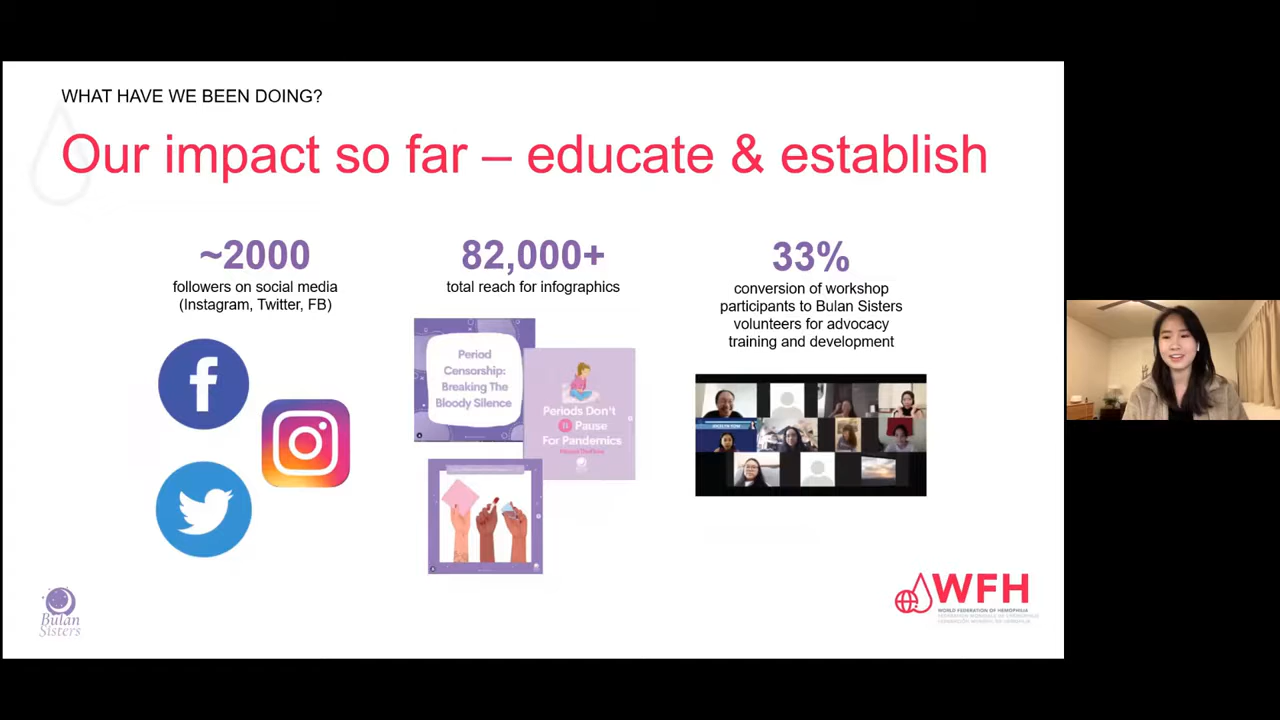 WHAT HAVE WE BEEN DOING?
Our impact so far – educate & establish
~2000
followers on social media
(Instagram, Twitter, FB)
82,000+
total reach for infographics
33%
conversion of workshop
participants to Bulan Sisters
volunteers for advocacy
training and development
Period
Censorship:
Breaking The
Bloody Silence
Periods Don't
Pause
For Pandemics
Bulan
Sisters
WFH
WORLD FEDERATION OF HEMOPHILIA